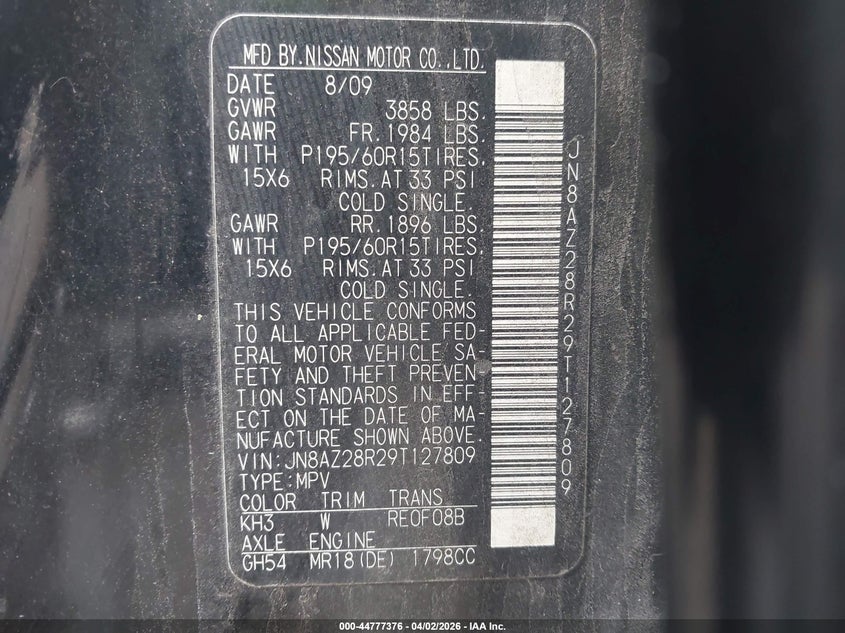 MFD BY.NISSAN MOTOR CO.,LTD.
DATE 8/09
GVWR 3858 LBS.
GAWR FR.1984 LBS.
WITH P195/60R15TIRES,
15X6 RIMS.AT 33 PSI
COLD SINGLE.
GAWR RR.1896 LBS.
WITH P195/60R15TIRES,
15X6 RIMS.AT 33 PSI
COLD SINGLE.
THIS VEHICLE CONFORMS
TO ALL APPLICABLE FED-
ERAL MOTOR VEHICLE SA-
FETY AND THEFT PREVEN
TION STANDARDS IN EFF-
ECT ON THE DATE OF MA-
NUFACTURE SHOWN ABOVE.
VIN:JN8AZ28R29T127809
TYPE:MPV
COLOR TRIM TRANS
KH3 W RE0F08B
AXLE ENGINE
GH54 MR18(DE) 1798CC
JN8AZ28R29T127809
000-44777376 - 04/02/2026 - IAA Inc.